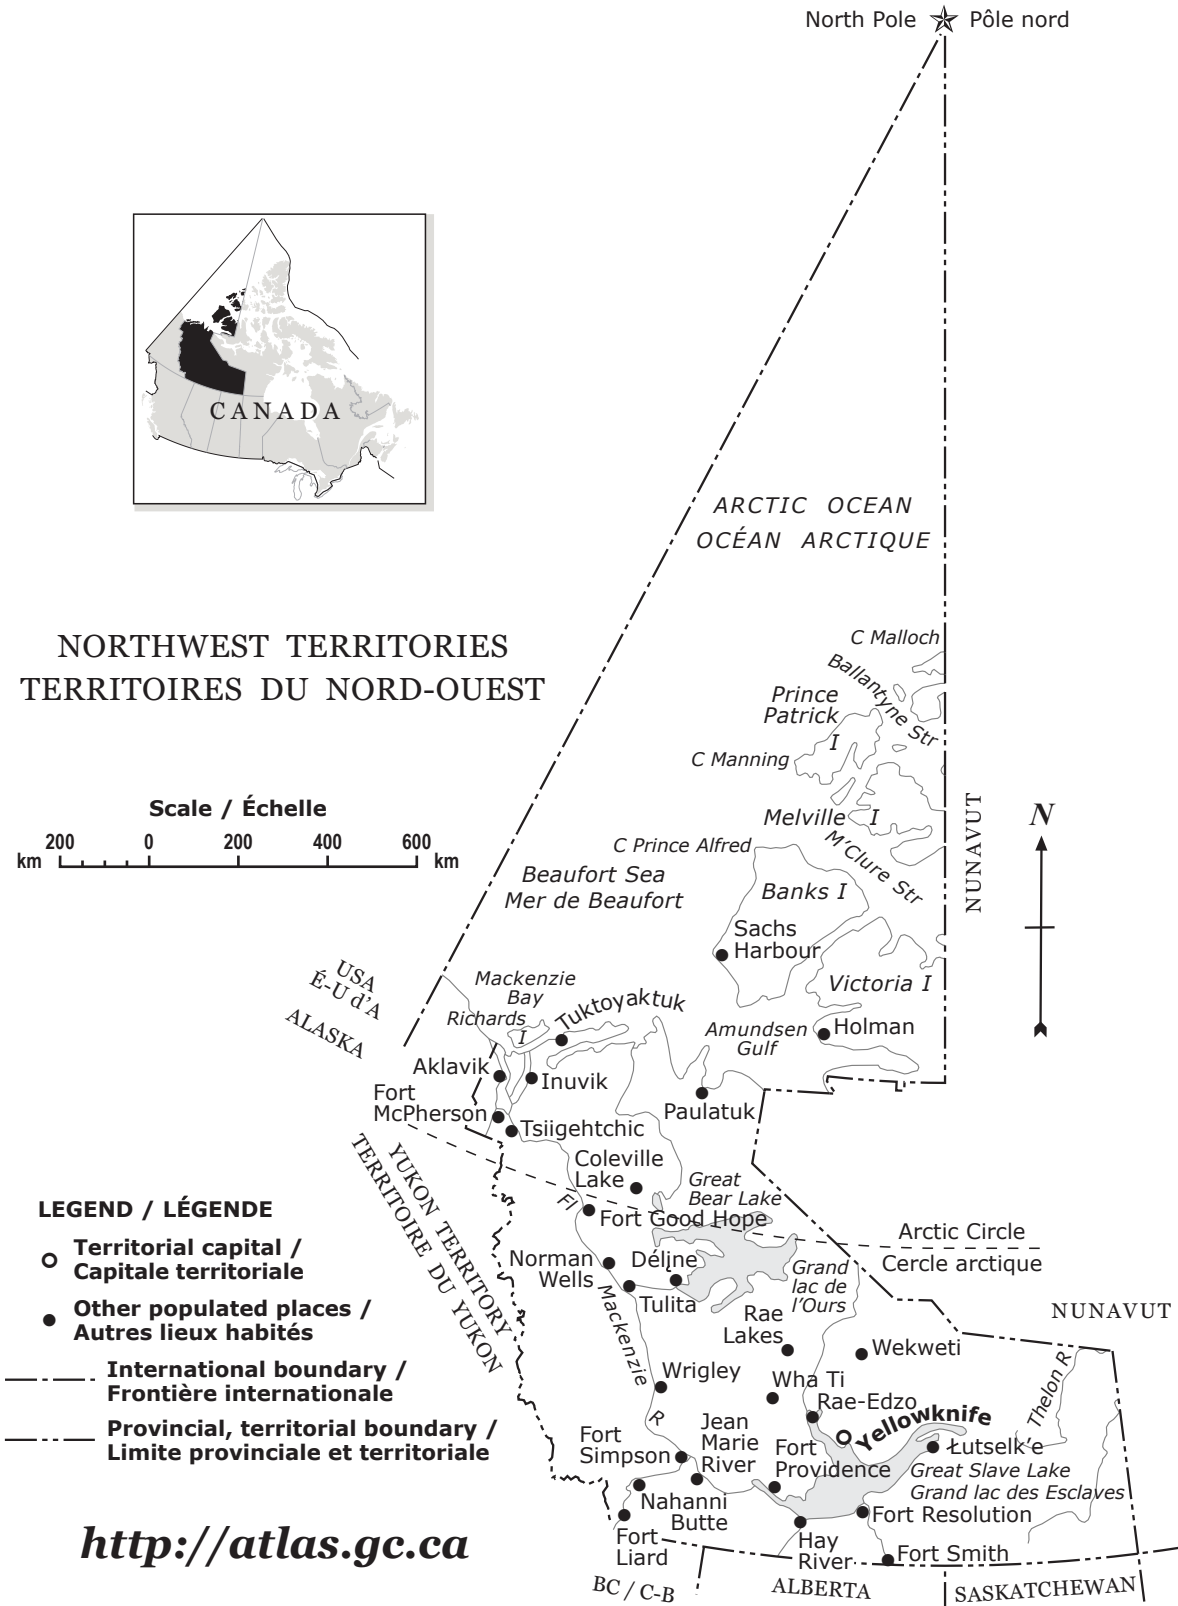 North Pole Pôle nord
CANADA
ARCTIC OCEAN
OCÉAN ARCTIQUE
NORTHWEST TERRITORIES
TERRITOIRES DU NORD-OUEST
C Malloch
Ballantyne Str
Prince
Patrick
I
C Manning
Scale / Échelle
200 0 200 400 600
km km
Melville I
M'Clure Str
C Prince Alfred
NUNAVUT
N
Beaufort Sea
Mer de Beaufort
Banks I
Sachs
Harbour
USA
É-U d'A
ALASKA
Mackenzie
Bay
Richards
I
Tuktoyaktuk
Victoria I
Amundsen
Gulf
Holman
Aklavik
Inuvik
Fort
McPherson
Paulatuk
Tsiigehtchic
YUKON TERRITORY
TERRITOIRE DU YUKON
Coleville
Lake
Great
Bear Lake
Fl
Fort Good Hope
Arctic Circle
Cercle arctique
LEGEND / LÉGENDE
Territorial capital /
Capitale territoriale
Other populated places /
Autres lieux habités
International boundary /
Frontière internationale
Provincial, territorial boundary /
Limite provinciale et territoriale
Norman
Wells
Déline
Grand
lac de
l'Ours
Tulita
Mackenzie
R
Rae
Lakes
NUNAVUT
Wekweti
Wrigley
Wha Ti
Rae-Edzo
Yellowknife
Thelon R
Jean
Marie
River
Fort
Simpson
Fort
Providence
Łutselk'e
Great Slave Lake
Grand lac des Esclaves
Nahanni
Butte
Fort Resolution
Fort
Liard
Hay
River
Fort Smith
http://atlas.gc.ca
BC / C-B
ALBERTA
SASKATCHEWAN